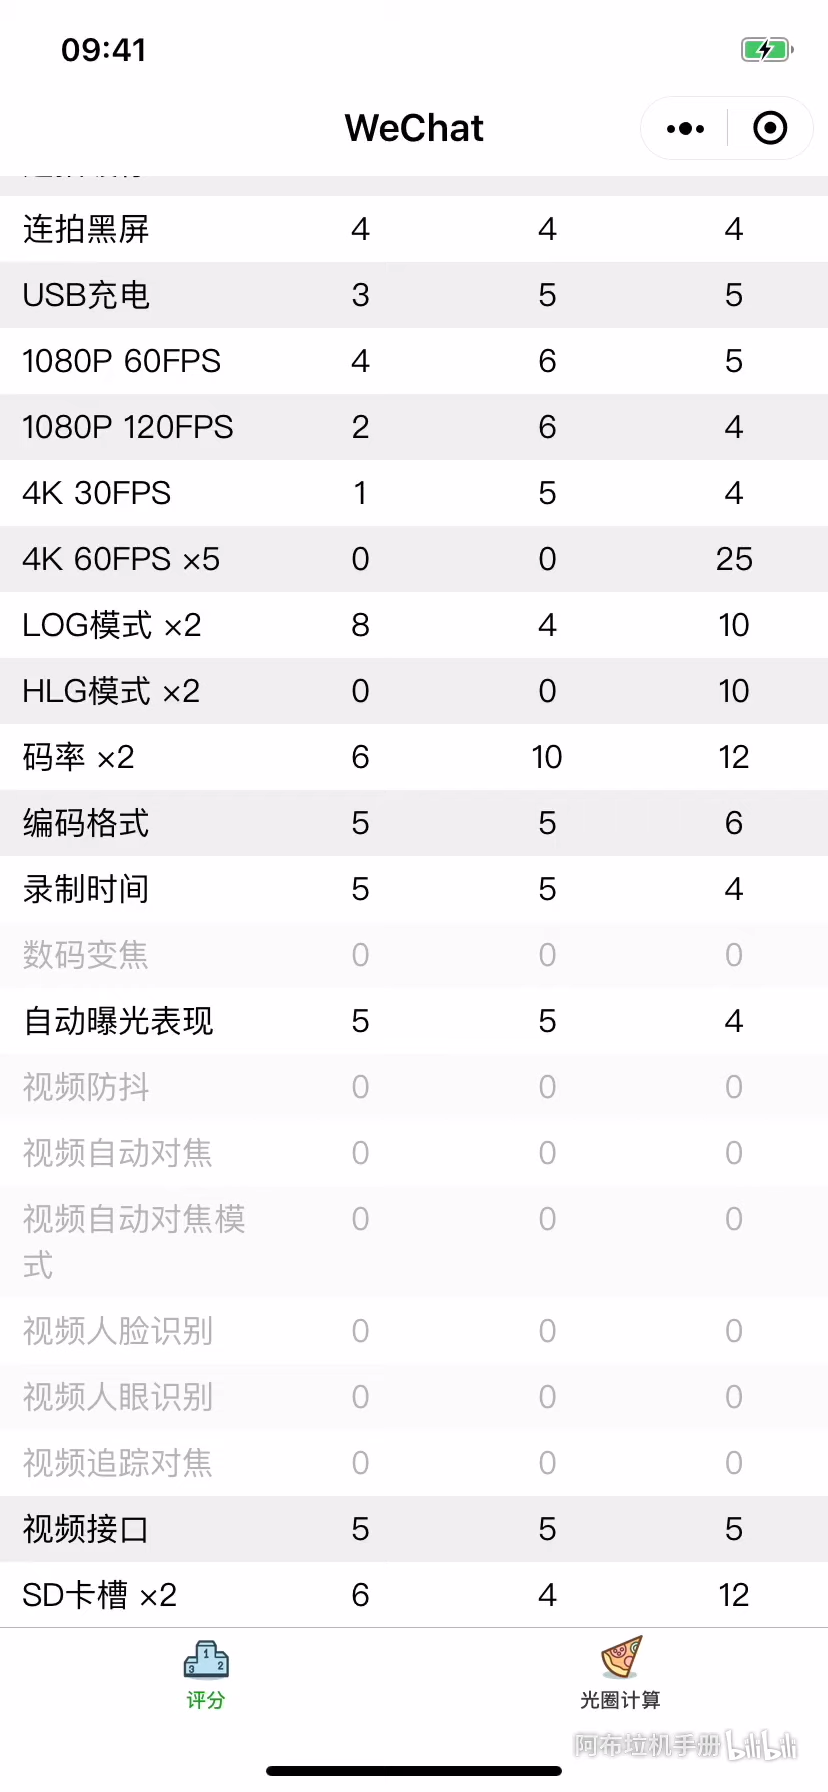 09:41
WeChat
连拍黑屏 4 4 4
USB充电 3 5 5
1080P 60FPS 4 6 5
1080P 120FPS 2 6 4
4K 30FPS 1 5 4
4K 60FPS ×5 0 0 25
LOG模式 ×2 8 4 10
HLG模式 ×2 0 0 10
码率 ×2 6 10 12
编码格式 5 5 6
录制时间 5 5 4
数码变焦 0 0 0
自动曝光表现 5 5 4
视频防抖 0 0 0
视频自动对焦 0 0 0
视频自动对焦模 0 0 0
式
视频人脸识别 0 0 0
视频人眼识别 0 0 0
视频追踪对焦 0 0 0
视频接口 5 5 5
SD卡槽 ×2 6 4 12
1
3 2
评分 光圈计算
阿布垃机手册 bilibili